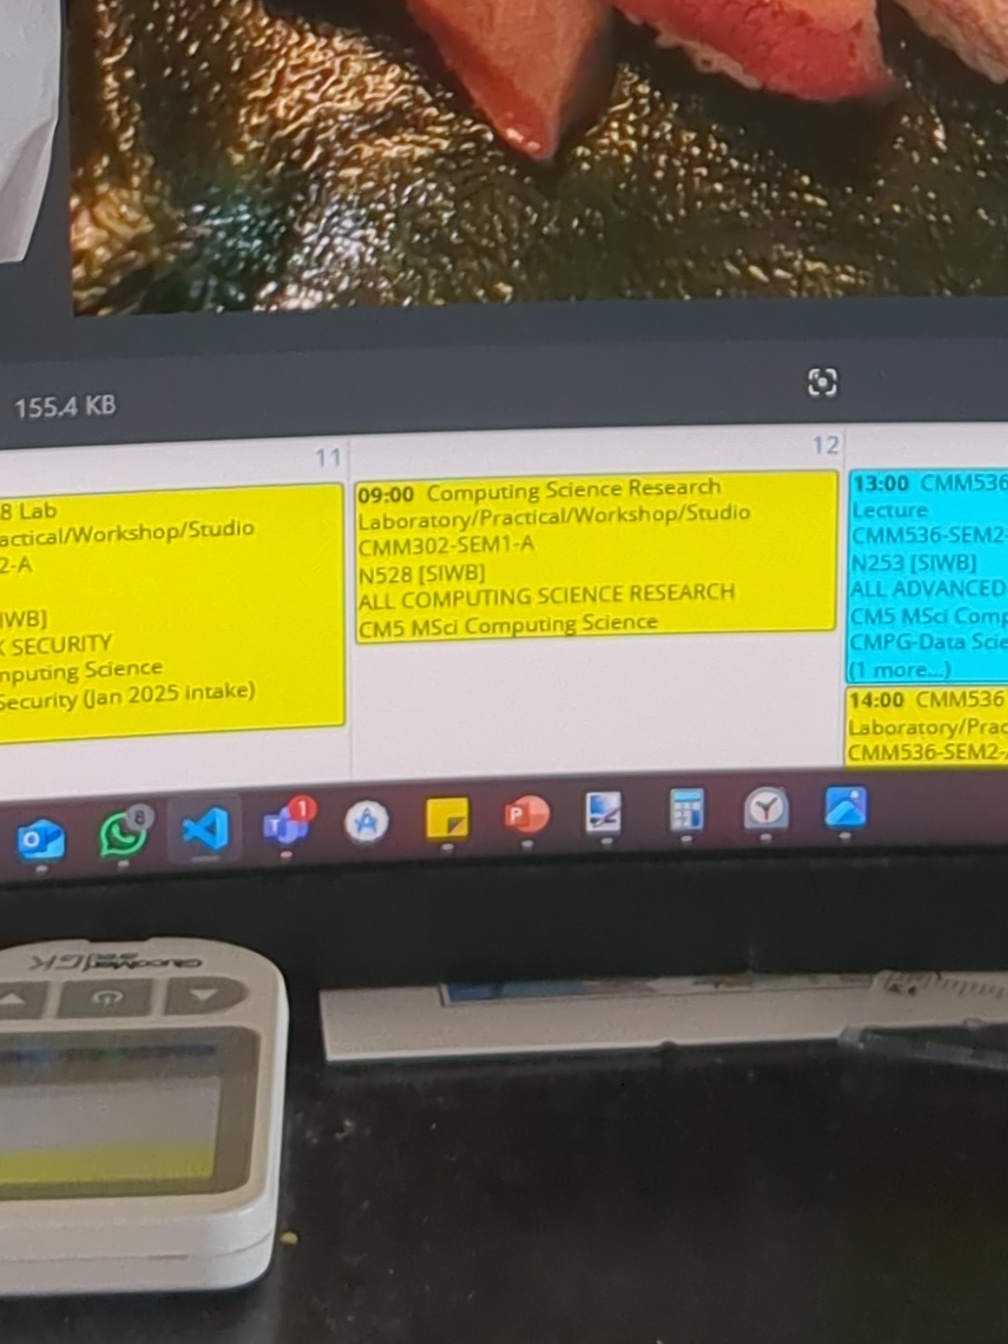 155.4 KB
11
8 Lab
actical/Workshop/Studio
2-A
IWB]
K SECURITY
nputing Science
Security (Jan 2025 intake)
12
09:00 Computing Science Research
Laboratory/Practical/Workshop/Studio
CMM302-SEM1-A
N528 [SIWB]
ALL COMPUTING SCIENCE RESEARCH
CM5 MSci Computing Science
13:00 CMM536
Lecture
CMM536-SEM2-
N253 [SIWB]
ALL ADVANCED
CM5 MSci Comp
CMPG-Data Scie
(1 more...)
14:00 CMM536
Laboratory/Prac
CMM536-SEM2-
8
1